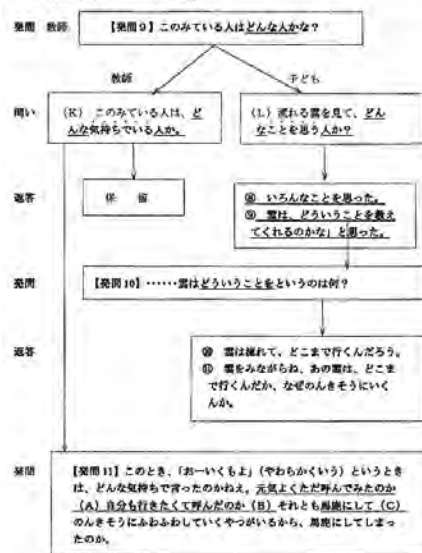 発問 教師 【発問9】このみている人はどんな人かな？
教師 子ども
問い
(K) このみている人は、ど
んな気持ちでいる人か。
(L) 流れる雲を見て、どん
なことを思う人か？
返答
保留
いろんなことを思った。
雲は、どういうことを教え
てくれるのかな」と思った。
発問 【発問10】……雲はどういうことをというのは何？
返答
雲は流れて、どこまで行くんだろう。
雲をみながらね、あの雲は、どこま
で行くんだか、なぜのんきそうにいく
んか。
発問
【発問11】このとき、「おーいくもよ」(やわらかくいう) というとき
は、どんな気持ちで言ったのかねえ。元気よくただ呼んでみたのか
(A) 自分も行きたくて呼んだのか (B) それとも馬鹿にして (C)
のんきそうにふわふわしていくやつがいるから、馬鹿にしてしまっ
たのか。